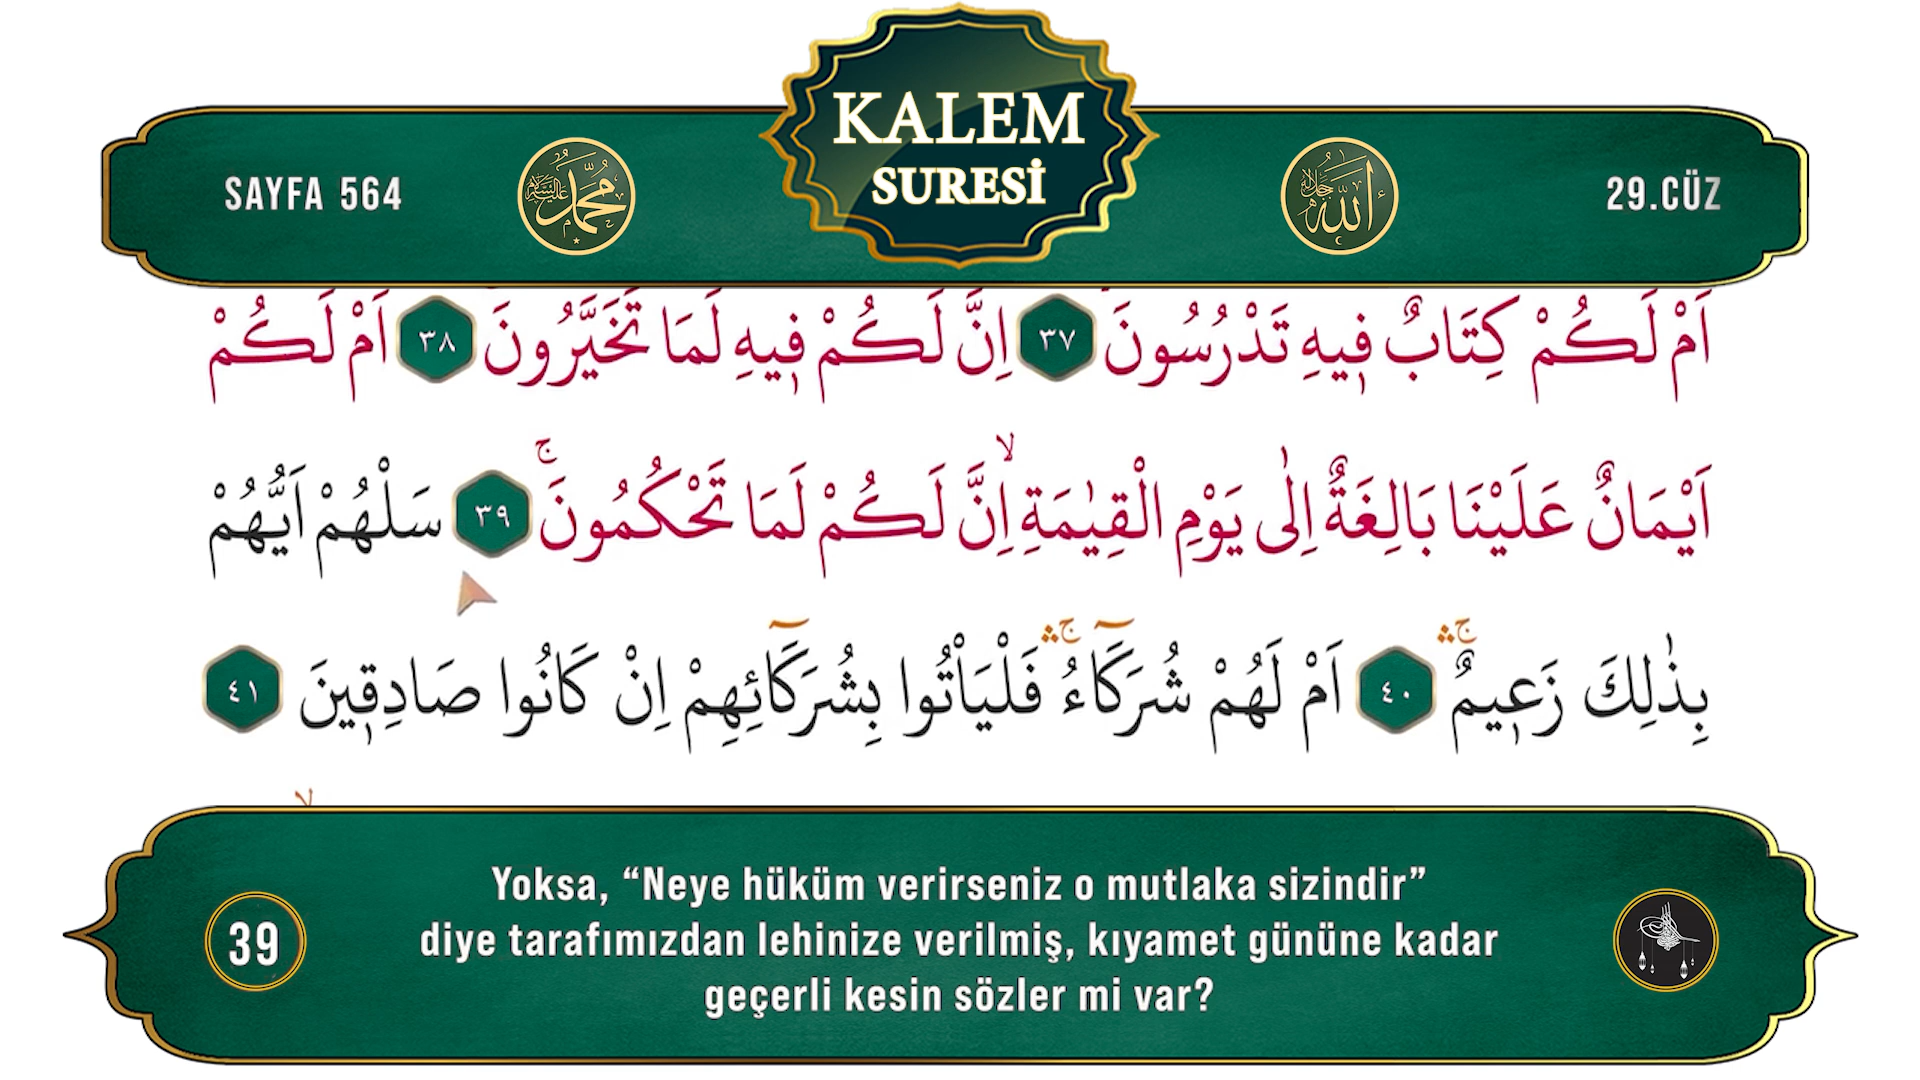 KALEM
SURESİ
SAYFA 564
29.CÜZ
اَمْ لَكُمْ كِتَابٌ ف۪يهِ تَدْرُسُونَ ٣٧ اِنَّ لَكُمْ ف۪يهِ لَمَا تَخَيَّرُونَ ٣٨ اَمْ لَكُمْ
اَيْمَانٌ عَلَيْنَا بَالِغَةٌ اِلٰى يَوْمِ الْقِيٰمَةِۙ اِنَّ لَكُمْ لَمَا تَحْكُمُونَۚ ٣٩ سَلْهُمْ اَيُّهُمْ
بِذٰلِكَ زَع۪يمٌۚۛ ٤٠ اَمْ لَهُمْ شُرَكَٓاءُۚۛ فَلْيَأْتُوا بِشُرَكَٓائِهِمْ اِنْ كَانُوا صَادِق۪ينَ ٤١
39
Yoksa, “Neye hüküm verirseniz o mutlaka sizindir”
diye tarafımızdan lehinize verilmiş, kıyamet gününe kadar
geçerli kesin sözler mi var?